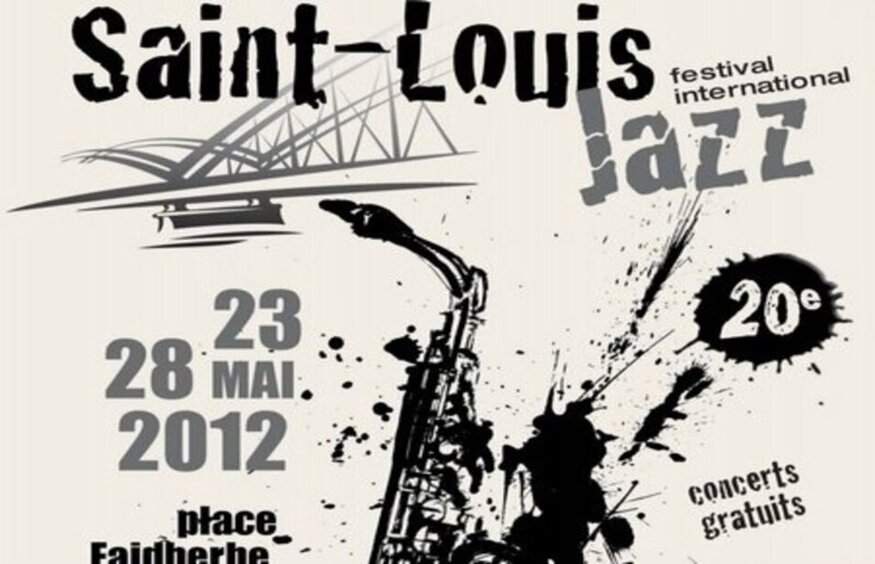 Saint-Louis
festival
international
Jazz
20e
23
28 MAI
2012
place
Faidherbe
concerts
gratuits